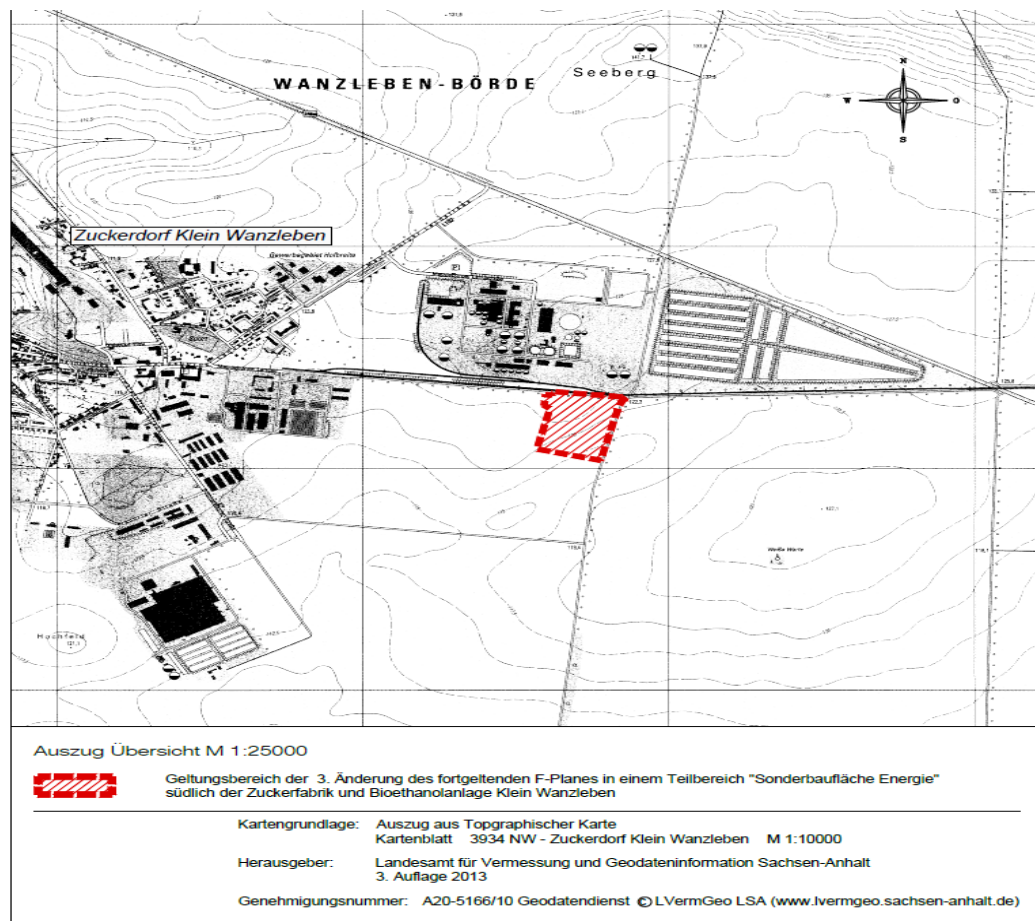 WANZLEBEN-BÖRDE
Seeberg
N
W
O
S
Zuckerdorf Klein Wanzleben
Gewerbegebiet Hofbreite
P
Hochfeld
Auszug Übersicht M 1:25000
Geltungsbereich der 3. Änderung des fortgeltenden F-Planes in einem Teilbereich "Sonderbaufläche Energie"
südlich der Zuckerfabrik und Bioethanolanlage Klein Wanzleben
Kartengrundlage: Auszug aus Topgraphischer Karte
Kartenblatt 3934 NW - Zuckerdorf Klein Wanzleben M 1:10000
Herausgeber: Landesamt für Vermessung und Geodateninformation Sachsen-Anhalt
3. Auflage 2013
Genehmigungsnummer: A20-5166/10 Geodatendienst © LVermGeo LSA (www.lvermgeo.sachsen-anhalt.de)